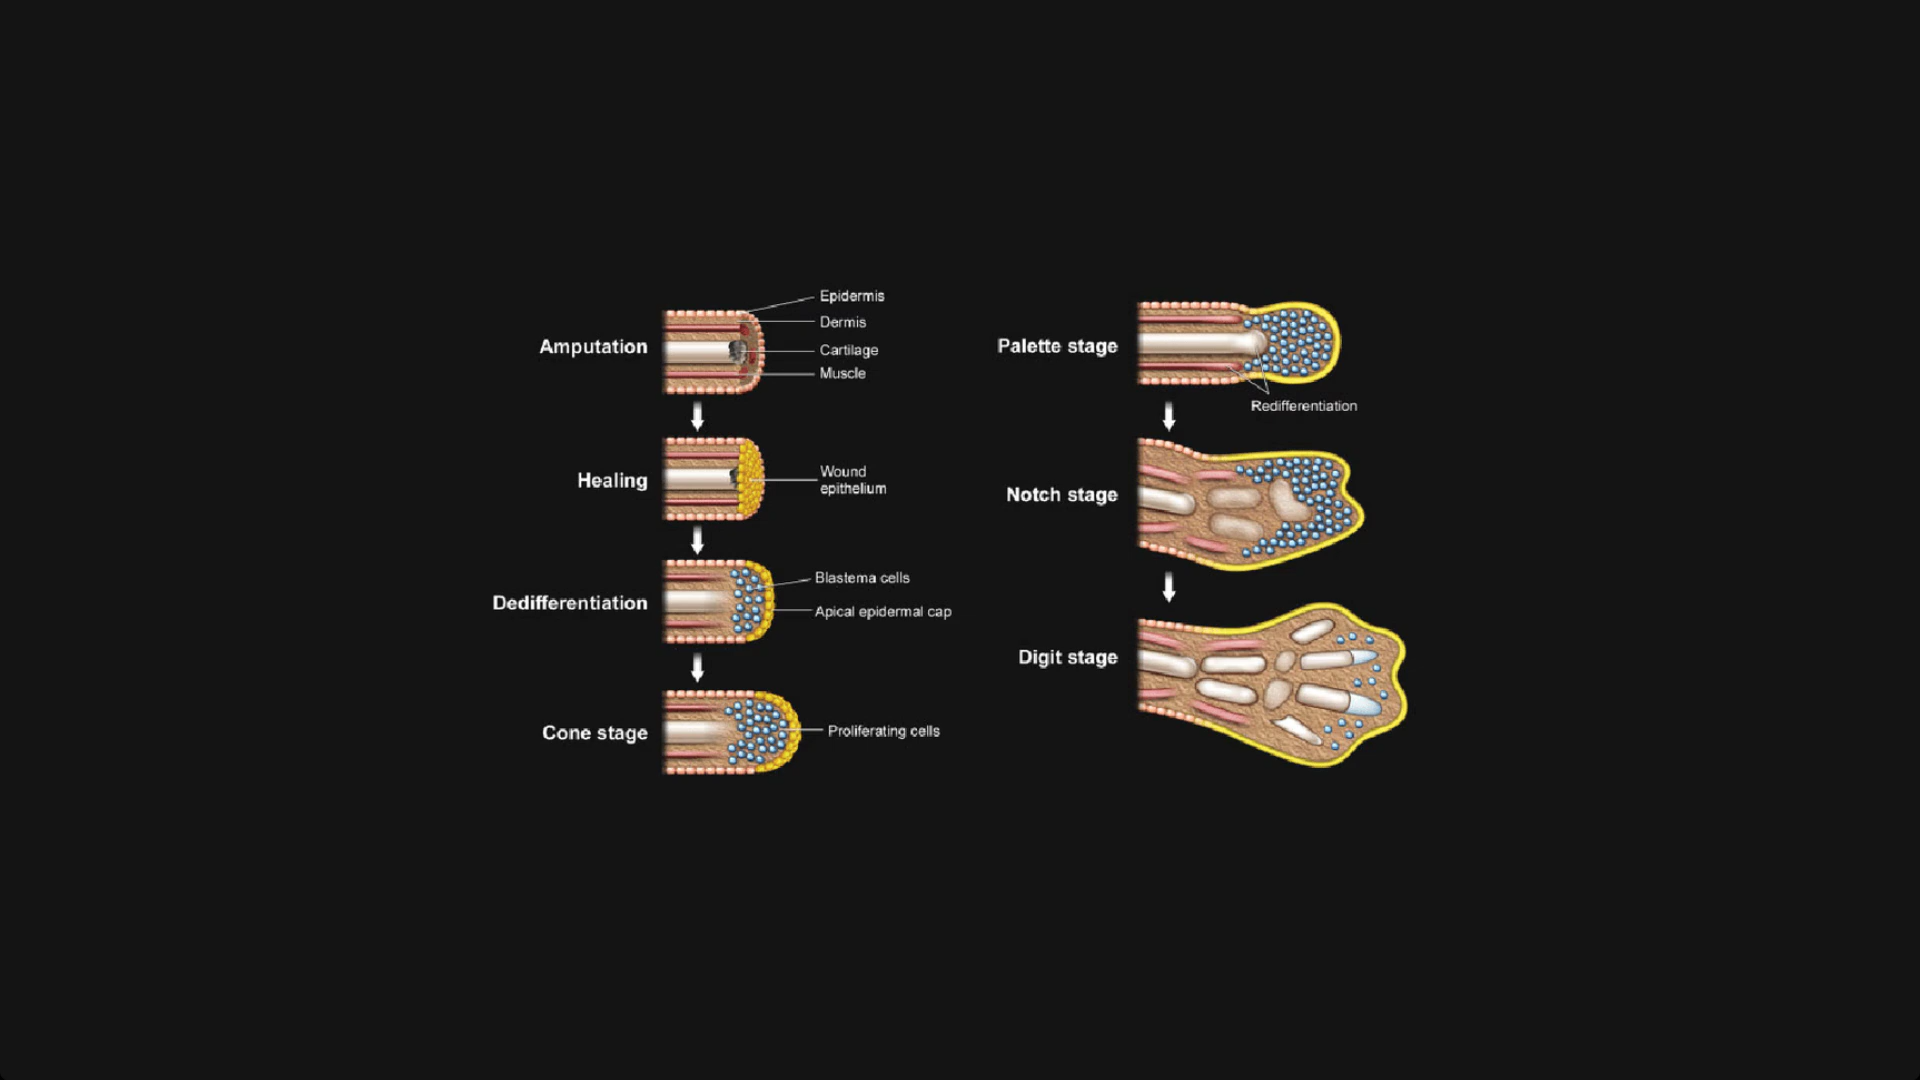 Amputation
Epidermis
Dermis
Cartilage
Muscle
Healing
Wound
epithelium
Dedifferentiation
Blastema cells
Apical epidermal cap
Cone stage
Proliferating cells
Palette stage
Redifferentiation
Notch stage
Digit stage